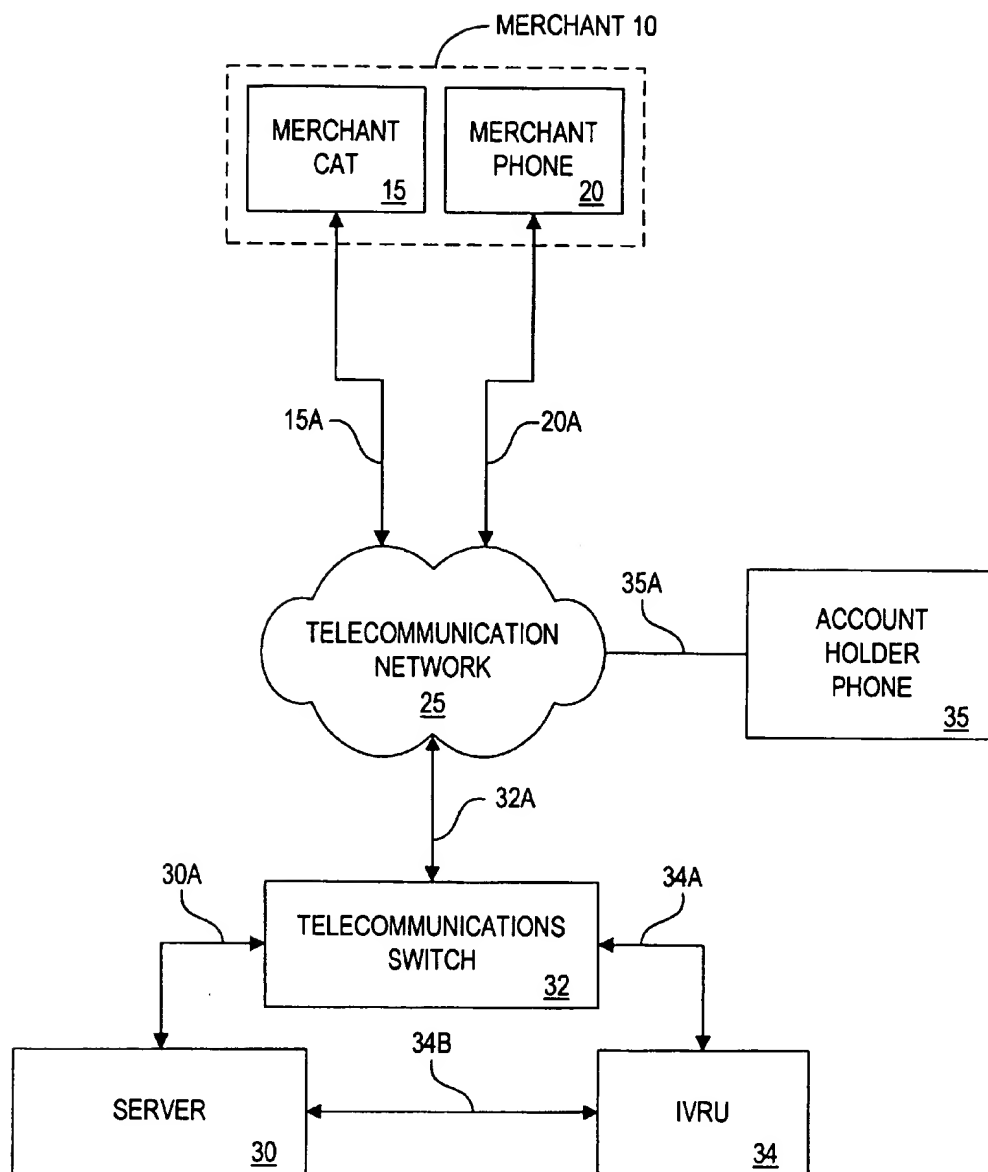 MERCHANT 10
MERCHANT
CAT
15
MERCHANT
PHONE
20
15A
20A
TELECOMMUNICATION
NETWORK
25
35A
ACCOUNT
HOLDER
PHONE
35
32A
30A
34A
TELECOMMUNICATIONS
SWITCH
32
34B
SERVER
30
IVRU
34